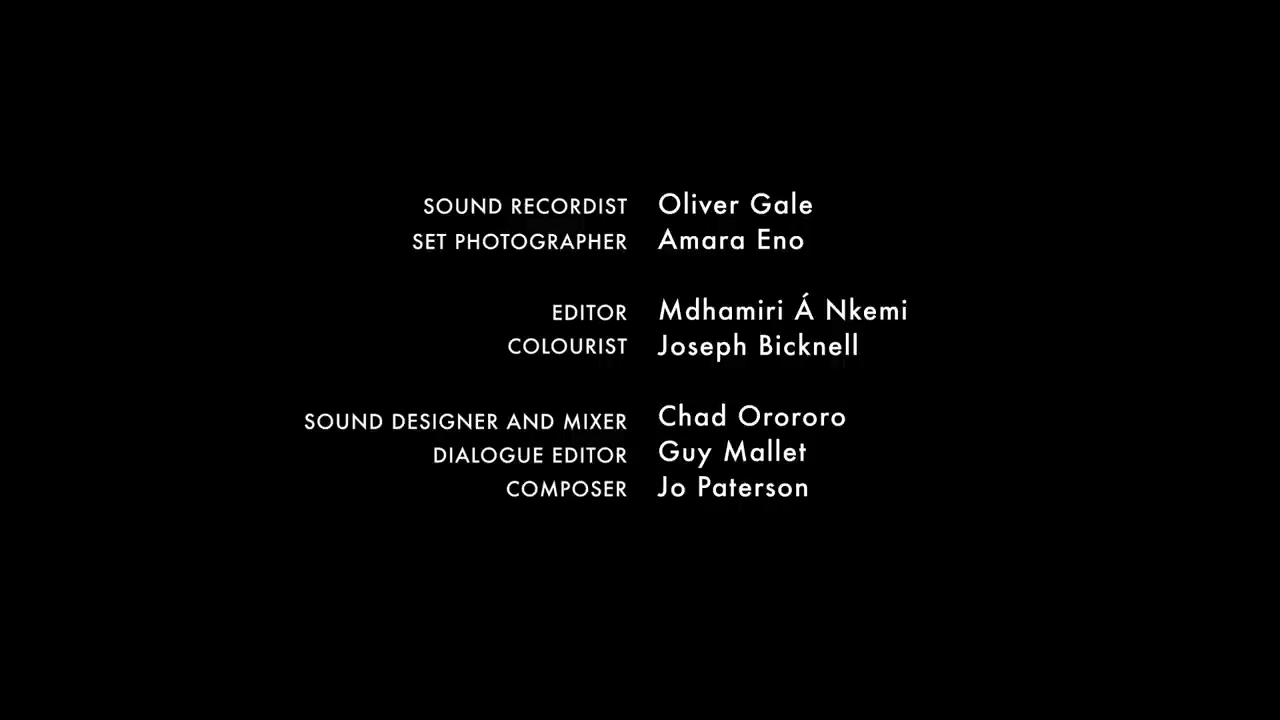 SOUND RECORDIST Oliver Gale
SET PHOTOGRAPHER Amara Eno
EDITOR Mdhamiri Á Nkemi
COLOURIST Joseph Bicknell
SOUND DESIGNER AND MIXER Chad Orororo
DIALOGUE EDITOR Guy Mallet
COMPOSER Jo Paterson